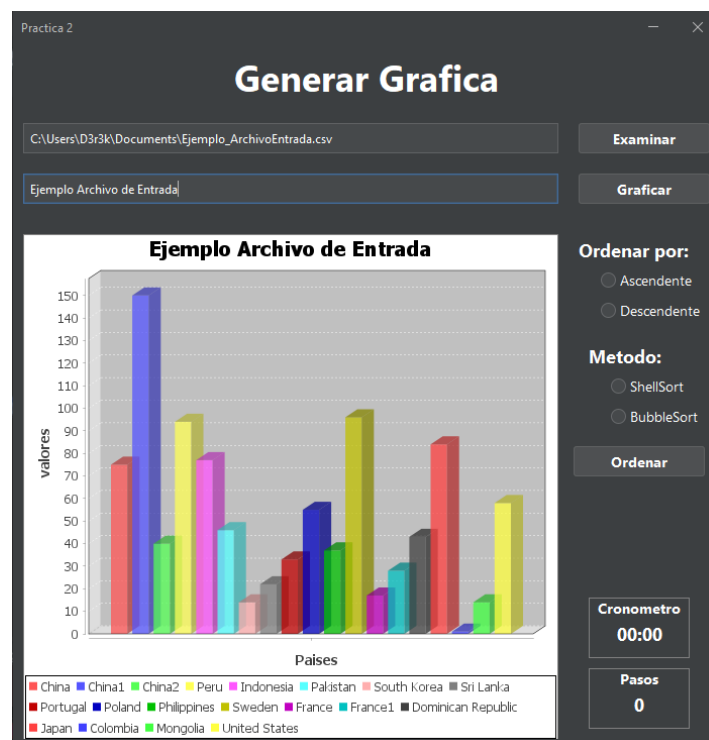 Practica 2
Generar Grafica
C:\Users\D3r3k\Documents\Ejemplo_ArchivoEntrada.csv
Examinar
Ejemplo Archivo de Entrada
Graficar
Ejemplo Archivo de Entrada
150
140
130
120
110
100
90
80
70
60
50
40
30
20
10
0
valores
Paises
China China1 China2 Peru Indonesia Pakistan South Korea Sri Lanka
Portugal Poland Philippines Sweden France France1 Dominican Republic
Japan Colombia Mongolia United States
Ordenar por:
Ascendente
Descendente
Metodo:
ShellSort
BubbleSort
Ordenar
Cronometro
00:00
Pasos
0